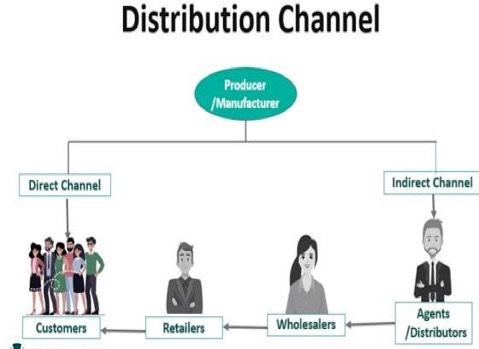 Distribution Channel
Producer
/Manufacturer
Direct Channel
Indirect Channel
Customers
Retailers
Wholesalers
Agents
/Distributors